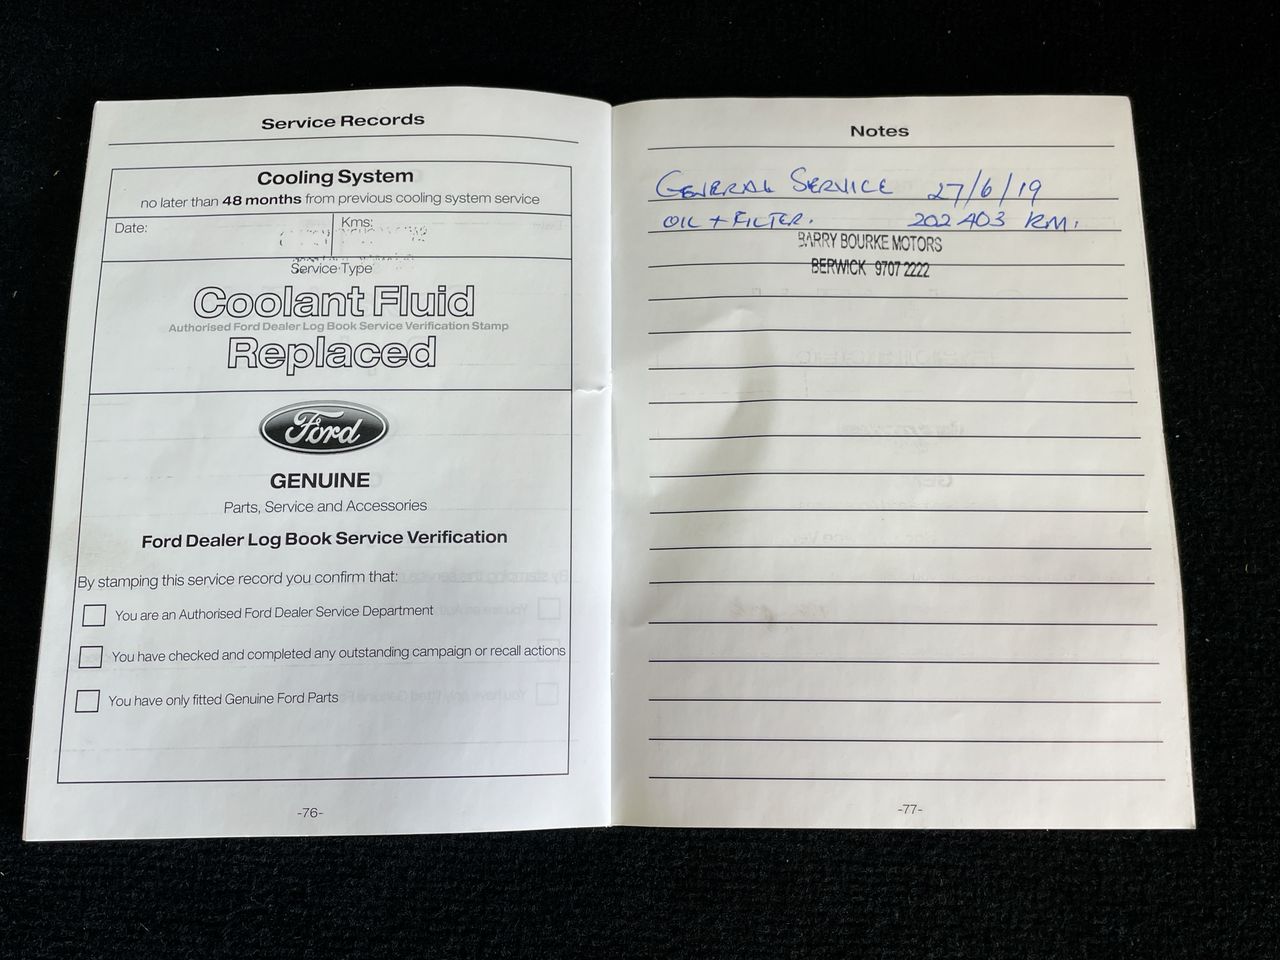 Service Records
Cooling System
no later than 48 months from previous cooling system service
Date: Kms:
Service Type
Coolant Fluid
Authorised Ford Dealer Log Book Service Verification Stamp
Replaced
Ford
GENUINE
Parts, Service and Accessories
Ford Dealer Log Book Service Verification
By stamping this service record you confirm that:
You are an Authorised Ford Dealer Service Department
You have checked and completed any outstanding campaign or recall actions
You have only fitted Genuine Ford Parts
-76-
Notes
GENERAL SERVICE 27/6/19
OIL + FILTER. 202403 KM.
BARRY BOURKE MOTORS
BERWICK 9707 2222
-77-